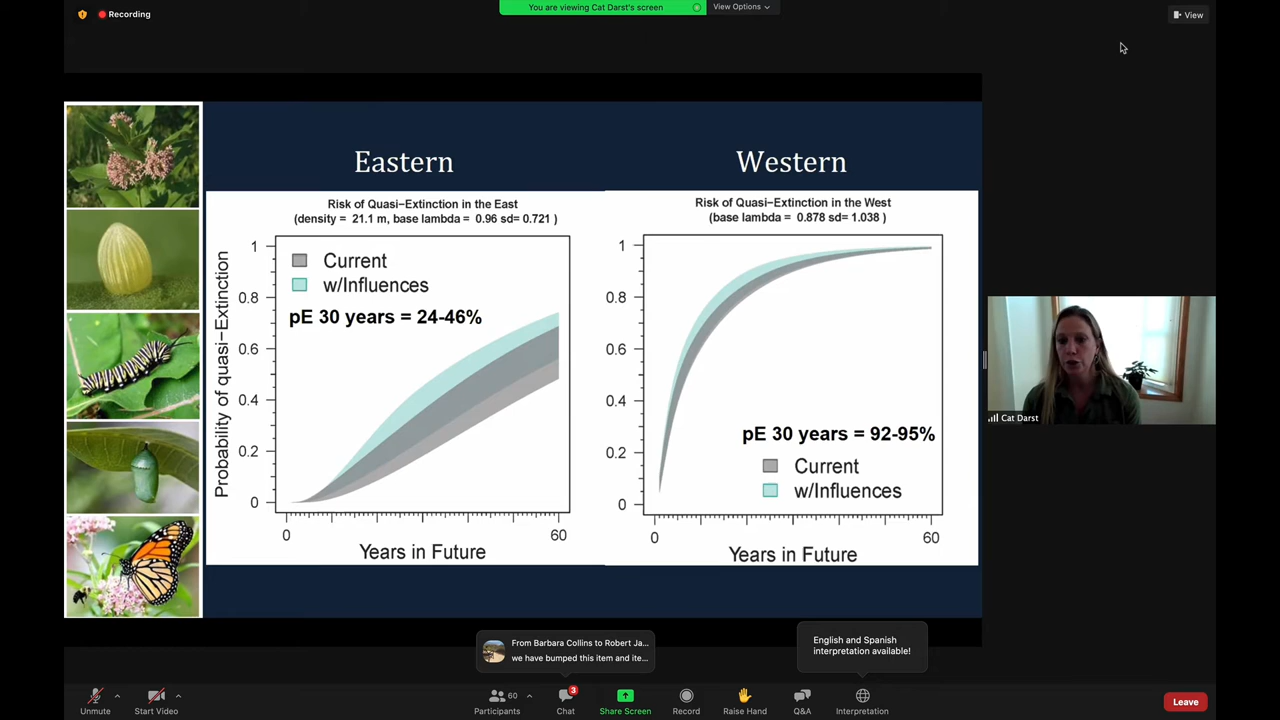 Recording
You are viewing Cat Darst's screen
View Options
View
Eastern
Western
Risk of Quasi−Extinction in the East
(density = 21.1 m, base lambda = 0.96 sd= 0.721 )
Probability of quasi−Extinction
1
0.8
0.6
0.4
0.2
0
Current
w/Influences
pE 30 years = 24-46%
0
60
Years in Future
Risk of Quasi−Extinction in the West
(base lambda = 0.878 sd= 1.038 )
1
0.8
0.6
0.4
0.2
0
pE 30 years = 92-95%
Current
w/Influences
0
60
Years in Future
Cat Darst
From Barbara Collins to Robert Ja...
we have bumped this item and ite...
English and Spanish
interpretation available!
Unmute
Start Video
60
Participants
3
Chat
Share Screen
Record
Raise Hand
Q&A
Interpretation
Leave